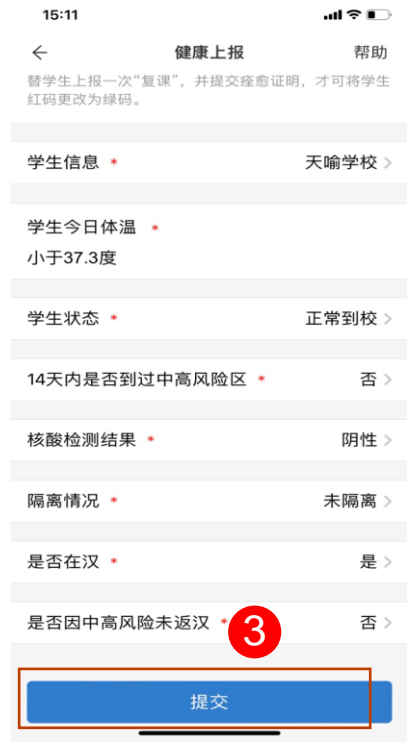 15:11
健康上报 帮助
替学生上报一次“复课”，并提交痊愈证明，才可将学生
红码更改为绿码。
学生信息 * 天喻学校
学生今日体温 *
小于37.3度
学生状态 * 正常到校
14天内是否到过中高风险区 * 否
核酸检测结果 * 阴性
隔离情况 * 未隔离
是否在汉 * 是
是否因中高风险未返汉 * 否
3
提交